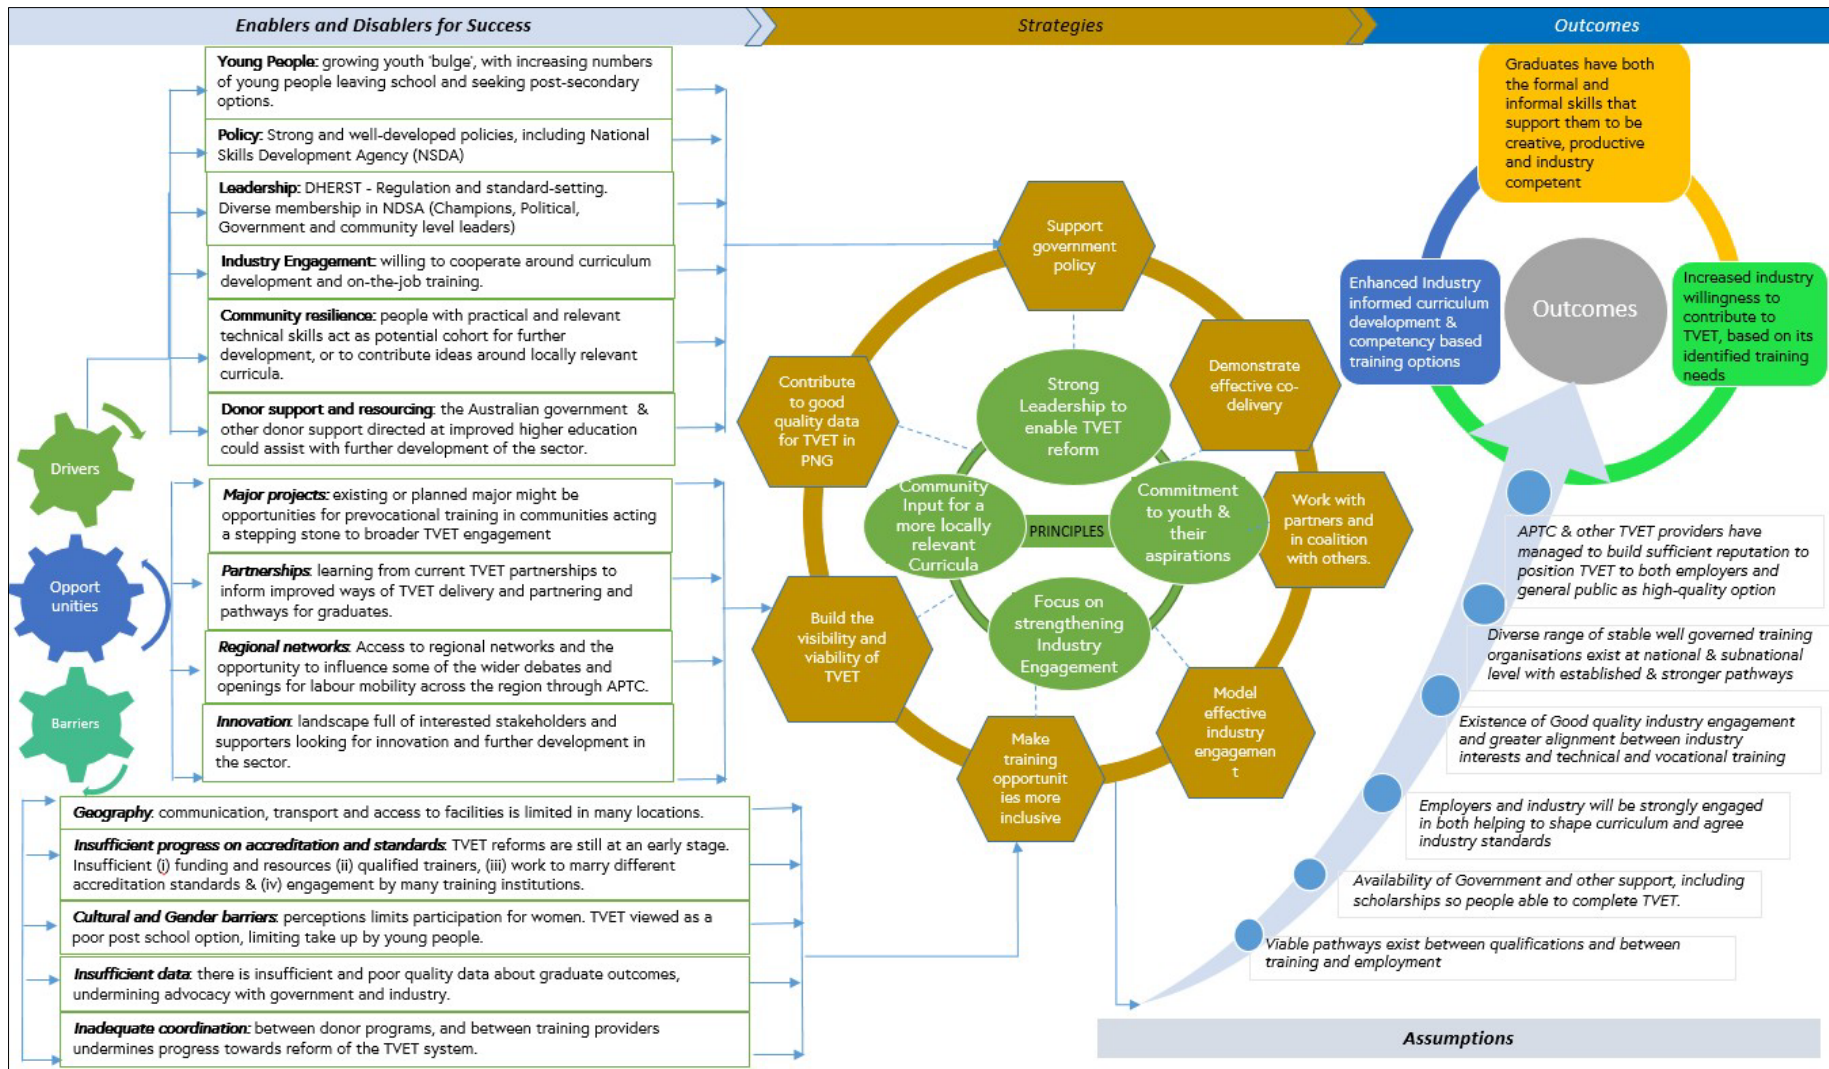 Enablers and Disablers for Success
Strategies
Outcomes
Young People: growing youth 'bulge', with increasing numbers
of young people leaving school and seeking post-secondary
options.
Policy: Strong and well-developed policies, including National
Skills Development Agency (NSDA)
Leadership: DHERST - Regulation and standard-setting.
Diverse membership in NDSA (Champions, Political,
Government and community level leaders)
Industry Engagement: willing to cooperate around curriculum
development and on-the-job training.
Community resilience: people with practical and relevant
technical skills act as potential cohort for further
development, or to contribute ideas around locally relevant
curricula.
Donor support and resourcing: the Australian government &
other donor support directed at improved higher education
could assist with further development of the sector.
Drivers
Major projects: existing or planned major might be
opportunities for prevocational training in communities acting
a stepping stone to broader TVET engagement
Partnerships: learning from current TVET partnerships to
inform improved ways of TVET delivery and partnering and
pathways for graduates.
Regional networks: Access to regional networks and the
opportunity to influence some of the wider debates and
openings for labour mobility across the region through APTC.
Innovation: landscape full of interested stakeholders and
supporters looking for innovation and further development in
the sector.
Opport
unities
Barriers
Geography: communication, transport and access to facilities is limited in many locations.
Insufficient progress on accreditation and standards: TVET reforms are still at an early stage.
Insufficient (i) funding and resources (ii) qualified trainers, (iii) work to marry different
accreditation standards & (iv) engagement by many training institutions.
Cultural and Gender barriers: perceptions limits participation for women. TVET viewed as a
poor post school option, limiting take up by young people.
Insufficient data: there is insufficient and poor quality data about graduate outcomes,
undermining advocacy with government and industry.
Inadequate coordination: between donor programs, and between training providers
undermines progress towards reform of the TVET system.
Support
government
policy
Demonstrate
effective co-
delivery
Work with
partners and
in coalition
with others.
Model
effective
industry
engagemen
t
Make
training
opportunit
ies more
inclusive
Build the
visibility and
viability of
TVET
Contribute
to good
quality data
for TVET in
PNG
Strong
Leadership to
enable TVET
reform
Commitment
to youth &
their
aspirations
Focus on
strengthening
Industry
Engagement
Community
Input for a
more locally
relevant
Curricula
PRINCIPLES
Graduates have both
the formal and
informal skills that
support them to be
creative, productive
and industry
competent
Enhanced Industry
informed curriculum
development &
competency based
training options
Outcomes
Increased industry
willingness to
contribute to
TVET, based on its
identified training
needs
APTC & other TVET providers have
managed to build sufficient reputation to
position TVET to both employers and
general public as high-quality option
Diverse range of stable well governed training
organisations exist at national & subnational
level with established & stronger pathways
Existence of Good quality industry engagement
and greater alignment between industry
interests and technical and vocational training
Employers and industry will be strongly engaged
in both helping to shape curriculum and agree
industry standards
Availability of Government and other support, including
scholarships so people able to complete TVET.
Viable pathways exist between qualifications and between
training and employment
Assumptions